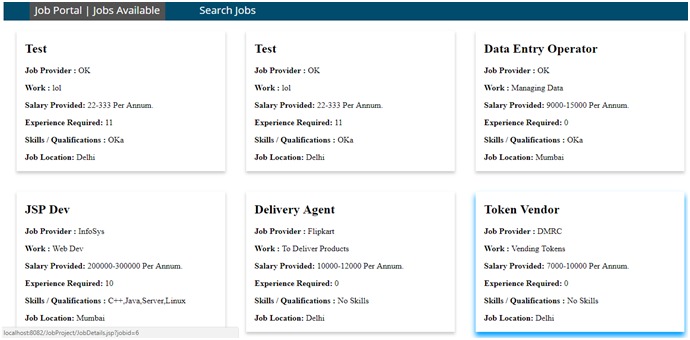 Job Portal | Jobs Available Search Jobs
Test
Job Provider : OK
Work : lol
Salary Provided: 22-333 Per Annum.
Experience Required: 11
Skills / Qualifications : OKa
Job Location: Delhi
Test
Job Provider : OK
Work : lol
Salary Provided: 22-333 Per Annum.
Experience Required: 11
Skills / Qualifications : OKa
Job Location: Delhi
Data Entry Operator
Job Provider : OK
Work : Managing Data
Salary Provided: 9000-15000 Per Annum.
Experience Required: 0
Skills / Qualifications : OKa
Job Location: Mumbai
JSP Dev
Job Provider : InfoSys
Work : Web Dev
Salary Provided: 200000-300000 Per Annum.
Experience Required: 10
Skills / Qualifications : C++,Java,Server,Linux
Job Location: Mumbai
Delivery Agent
Job Provider : Flipkart
Work : To Deliver Products
Salary Provided: 10000-12000 Per Annum.
Experience Required: 0
Skills / Qualifications : No Skills
Job Location: Delhi
Token Vendor
Job Provider : DMRC
Work : Vending Tokens
Salary Provided: 7000-10000 Per Annum.
Experience Required: 0
Skills / Qualifications : No Skills
Job Location: Delhi
localhost:8082/JobProject/JobDetails.jsp?jobid=6